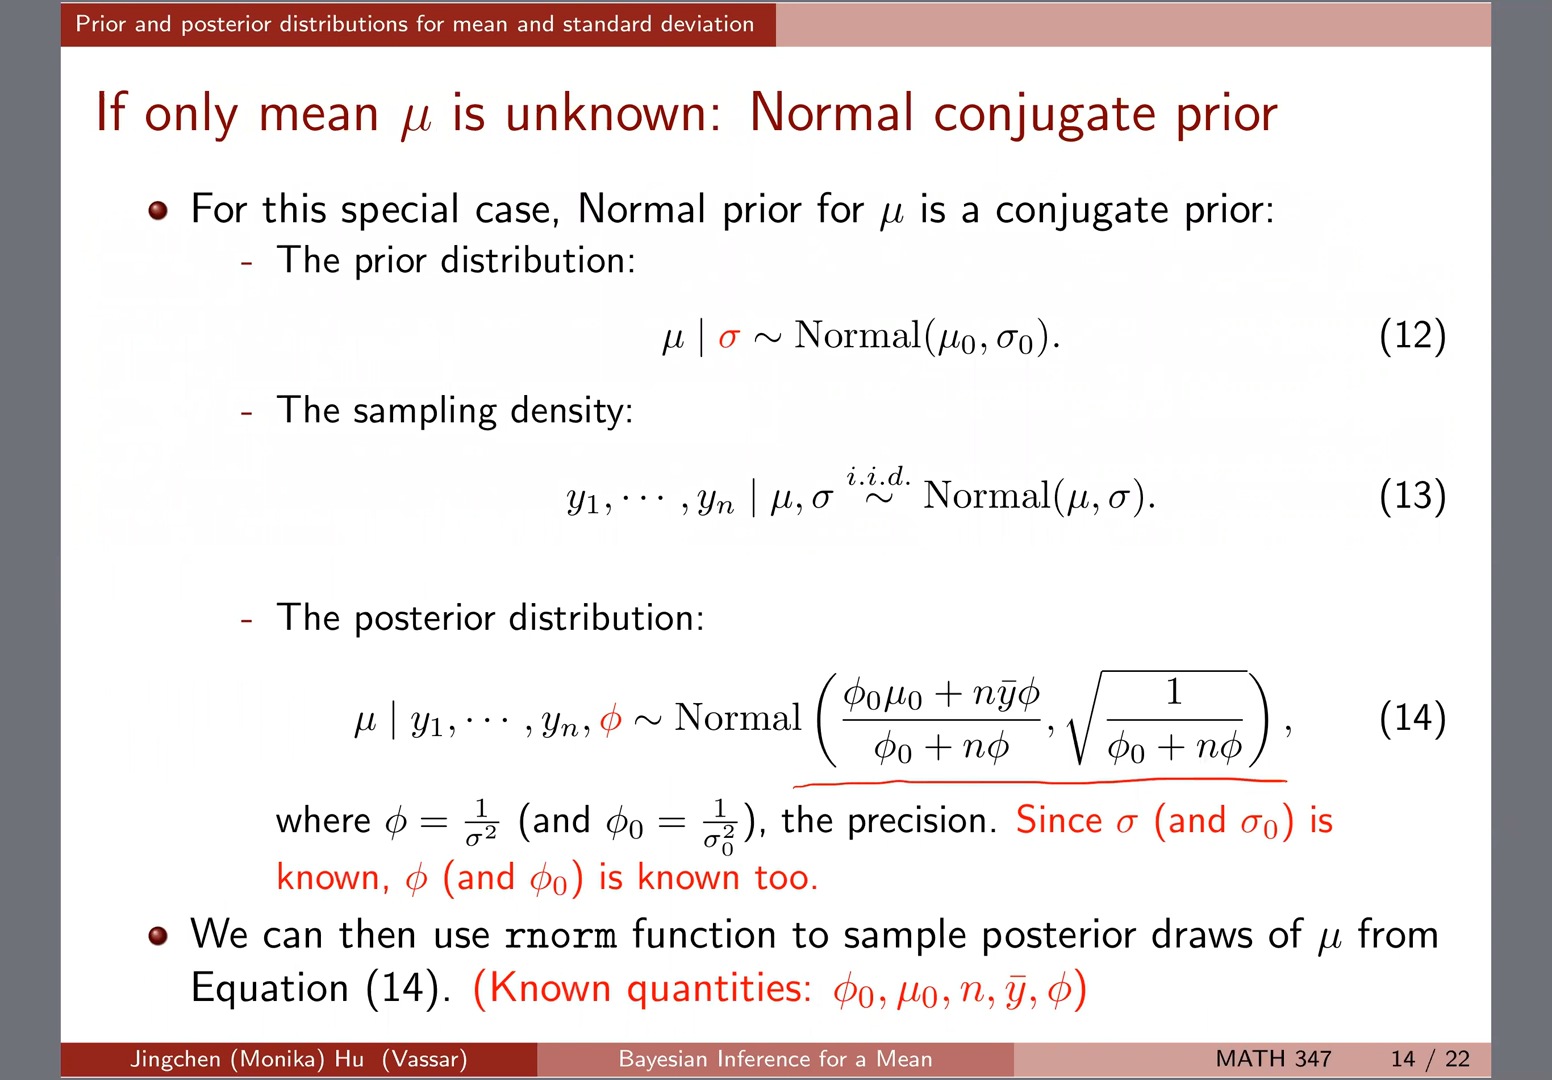 Prior and posterior distributions for mean and standard deviation
If only mean μ is unknown: Normal conjugate prior
For this special case, Normal prior for μ is a conjugate prior:
- The prior distribution:
μ | σ ∼ Normal(μ₀, σ₀). (12)
- The sampling density:
y₁, ⋯ , yₙ | μ, σ i.i.d. ∼ Normal(μ, σ). (13)
- The posterior distribution:
μ | y₁, ⋯ , yₙ, ϕ ∼ Normal ( (ϕ₀μ₀ + nȳϕ) / (ϕ₀ + nϕ), √(1 / (ϕ₀ + nϕ)) ), (14)
where ϕ = 1/σ² (and ϕ₀ = 1/σ₀²), the precision. Since σ (and σ₀) is
known, ϕ (and ϕ₀) is known too.
We can then use rnorm function to sample posterior draws of μ from
Equation (14). (Known quantities: ϕ₀, μ₀, n, ȳ, ϕ)
Jingchen (Monika) Hu (Vassar) Bayesian Inference for a Mean MATH 347 14 / 22